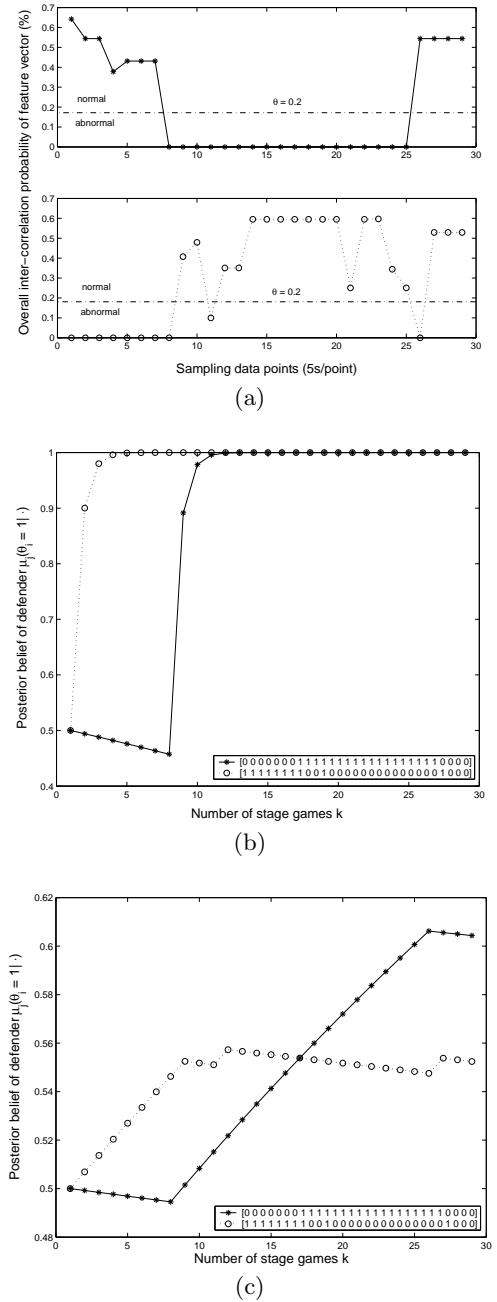 Overall inter-correlation probability of feature vector (%)
0.7
0.6
0.5
0.4
0.3
0.2
0.1
0
normal
abnormal
θ = 0.2
0 5 10 15 20 25 30
0.7
0.6
0.5
0.4
0.3
0.2
0.1
0
normal
abnormal
θ = 0.2
0 5 10 15 20 25 30
Sampling data points (5s/point)
(a)
Posterior belief of defender μj(θi = 1| ·)
1
0.9
0.8
0.7
0.6
0.5
0.4
0 5 10 15 20 25 30
[0 0 0 0 0 0 0 1 1 1 1 1 1 1 1 1 1 1 1 1 1 1 1 1 1 0 0 0 0]
[1 1 1 1 1 1 1 1 0 0 1 0 0 0 0 0 0 0 0 0 0 0 0 0 0 1 0 0 0]
Number of stage games k
(b)
Posterior belief of defender μj(θi = 1| ·)
0.62
0.6
0.58
0.56
0.54
0.52
0.5
0.48
0 5 10 15 20 25 30
[0 0 0 0 0 0 0 1 1 1 1 1 1 1 1 1 1 1 1 1 1 1 1 1 1 0 0 0 0]
[1 1 1 1 1 1 1 1 0 0 1 0 0 0 0 0 0 0 0 0 0 0 0 0 0 1 0 0 0]
Number of stage games k
(c)